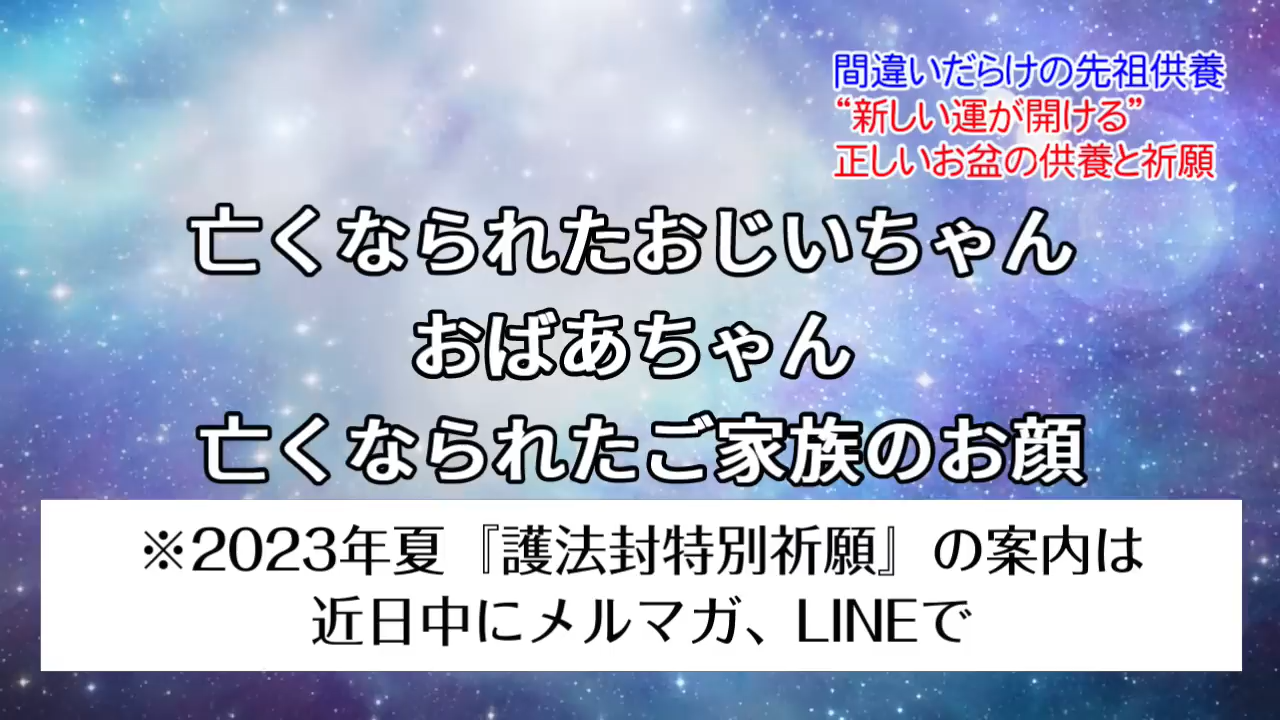 間違いだらけの先祖供養
“新しい運が開ける”
正しいお盆の供養と祈願
亡くなられたおじいちゃん
おばあちゃん
亡くなられたご家族のお顔
※2023年夏『護法封特別祈願』の案内は
近日中にメルマガ、LINEで